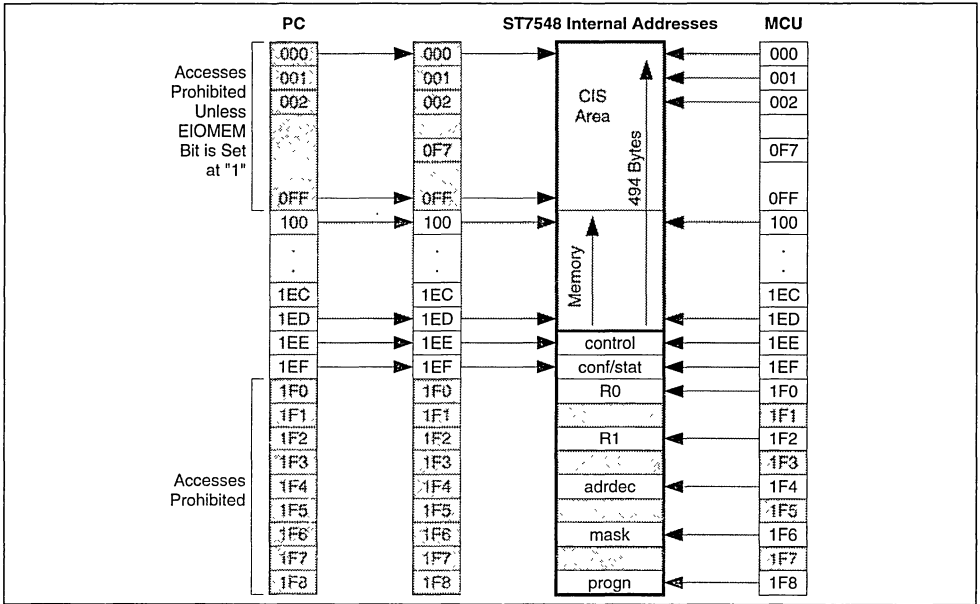 PC ST7548 Internal Addresses MCU
000 000 000
001 001 001
002 002 002
Accesses
Prohibited
Unless
EIOMEM
Bit is Set
at "1"
CIS
Area
494 Bytes
0F7 0F7
0FF 0FF 0FF
100 100 100
. . .
. . .
Memory
1EC 1EC 1EC
1ED 1ED 1ED
1EE 1EE control 1EE
1EF 1EF conf/stat 1EF
1F0 1F0 R0 1F0
1F1 1F1 1F1
1F2 1F2 R1 1F2
1F3 1F3 1F3
Accesses
Prohibited
1F4 1F4 adrdec 1F4
1F5 1F5 1F5
1F6 1F6 mask 1F6
1F7 1F7 1F7
1F8 1F8 progn 1F8